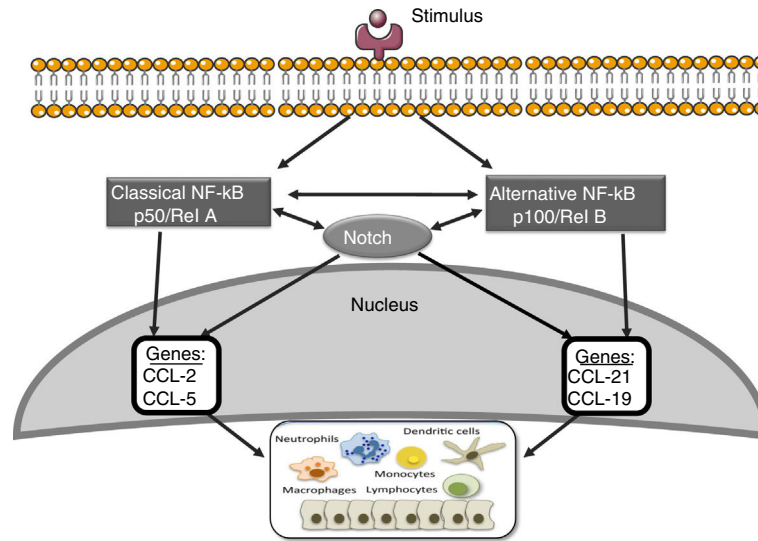 Stimulus
Classical NF-kB
p50/Rel A
Alternative NF-kB
p100/Rel B
Notch
Nucleus
Genes:
CCL-2
CCL-5
Genes:
CCL-21
CCL-19
Neutrophils
Dendritic cells
Monocytes
Macrophages
Lymphocytes